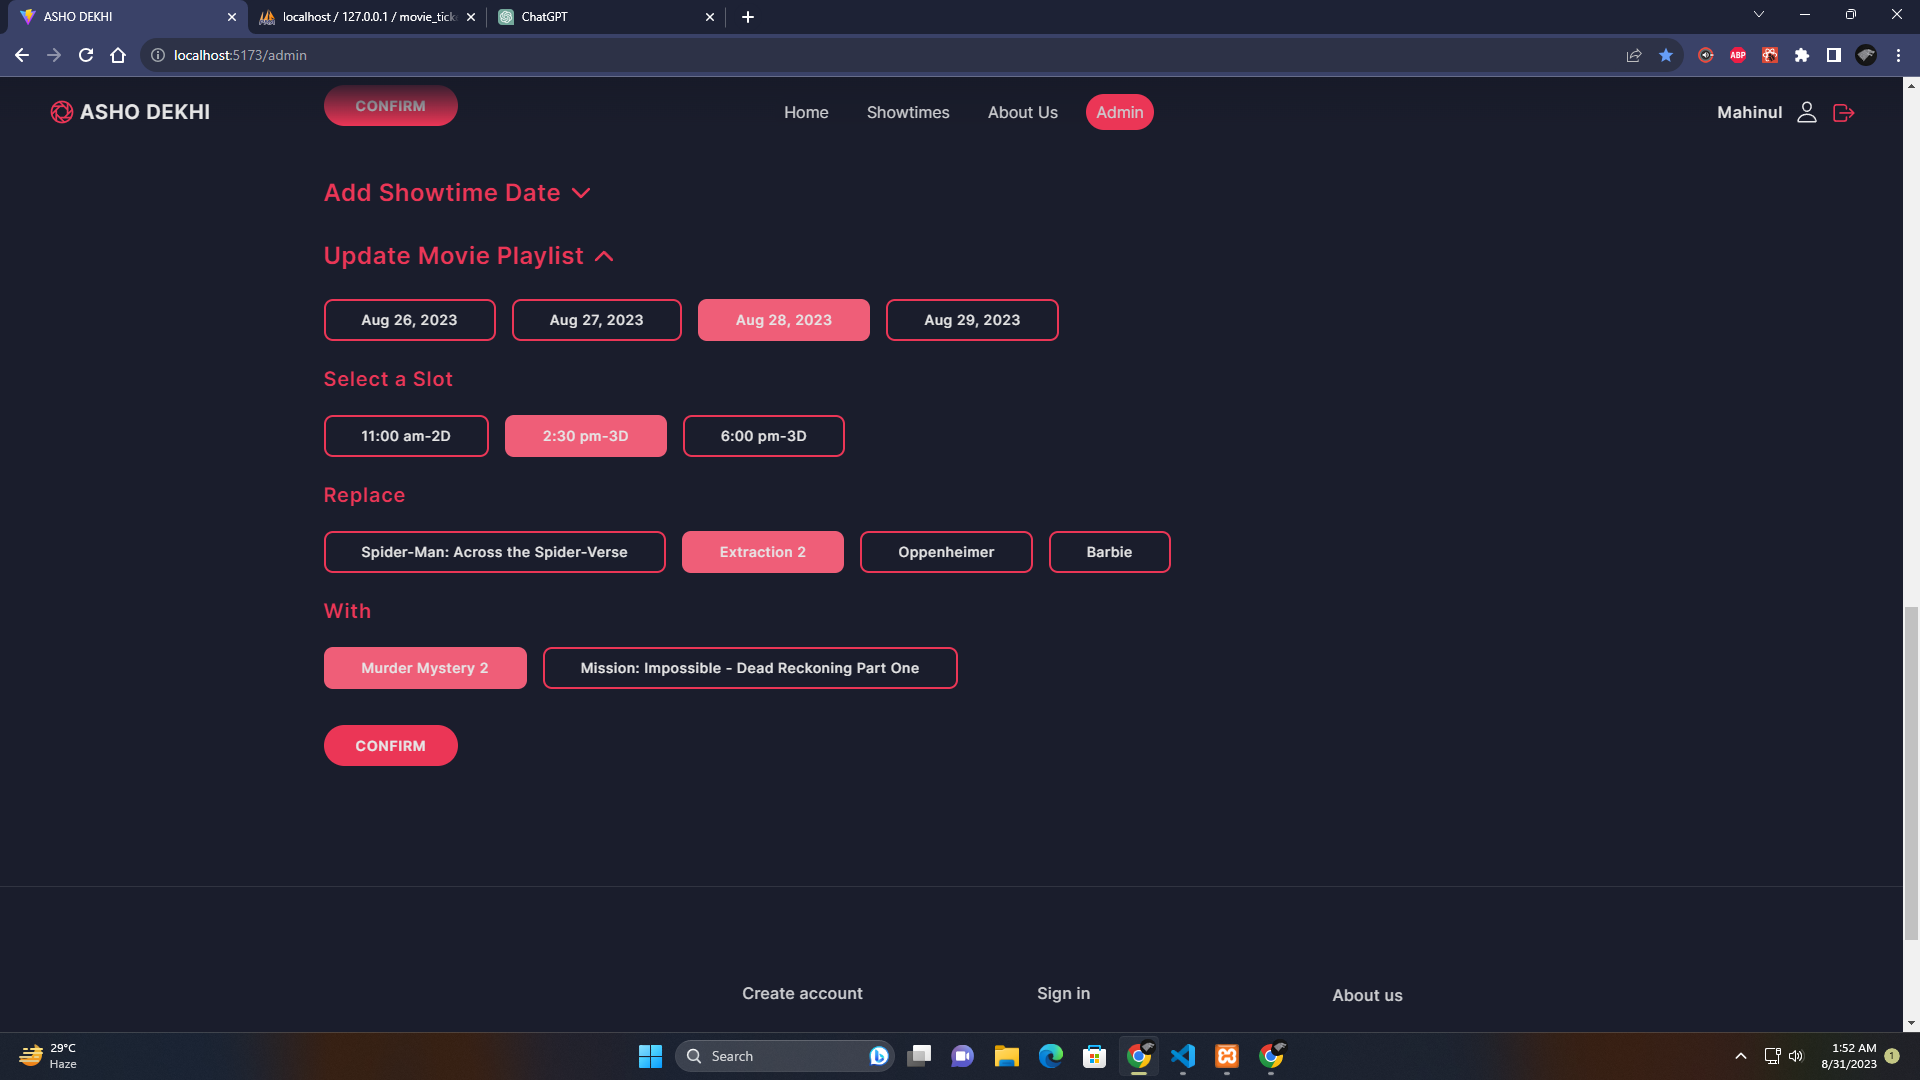 ASHO DEKHI
localhost / 127.0.0.1 / movie_tick
ChatGPT
localhost:5173/admin
ABP
ASHO DEKHI
CONFIRM
Home
Showtimes
About Us
Admin
Mahinul
Add Showtime Date
Update Movie Playlist
Aug 26, 2023
Aug 27, 2023
Aug 28, 2023
Aug 29, 2023
Select a Slot
11:00 am-2D
2:30 pm-3D
6:00 pm-3D
Replace
Spider-Man: Across the Spider-Verse
Extraction 2
Oppenheimer
Barbie
With
Murder Mystery 2
Mission: Impossible - Dead Reckoning Part One
CONFIRM
Create account
Sign in
About us
29°C
Haze
Search
1:52 AM
8/31/2023
1